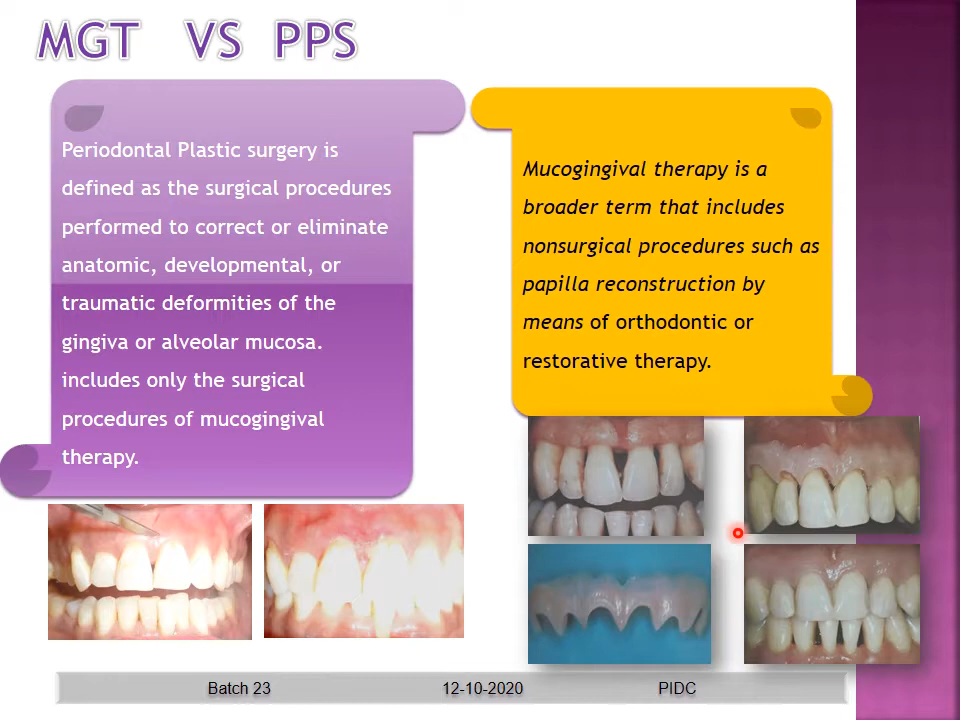 MGT VS PPS
Periodontal Plastic surgery is
defined as the surgical procedures
performed to correct or eliminate
anatomic, developmental, or
traumatic deformities of the
gingiva or alveolar mucosa.
includes only the surgical
procedures of mucogingival
therapy.
Mucogingival therapy is a
broader term that includes
nonsurgical procedures such as
papilla reconstruction by
means of orthodontic or
restorative therapy.
Batch 23 12-10-2020 PIDC